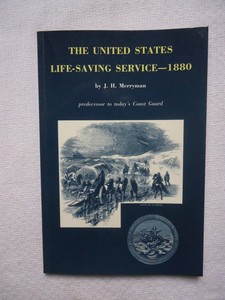 THE UNITED STATES
LIFE-SAVING SERVICE—1880
by J. H. Merryman
predecessor to today's Coast Guard